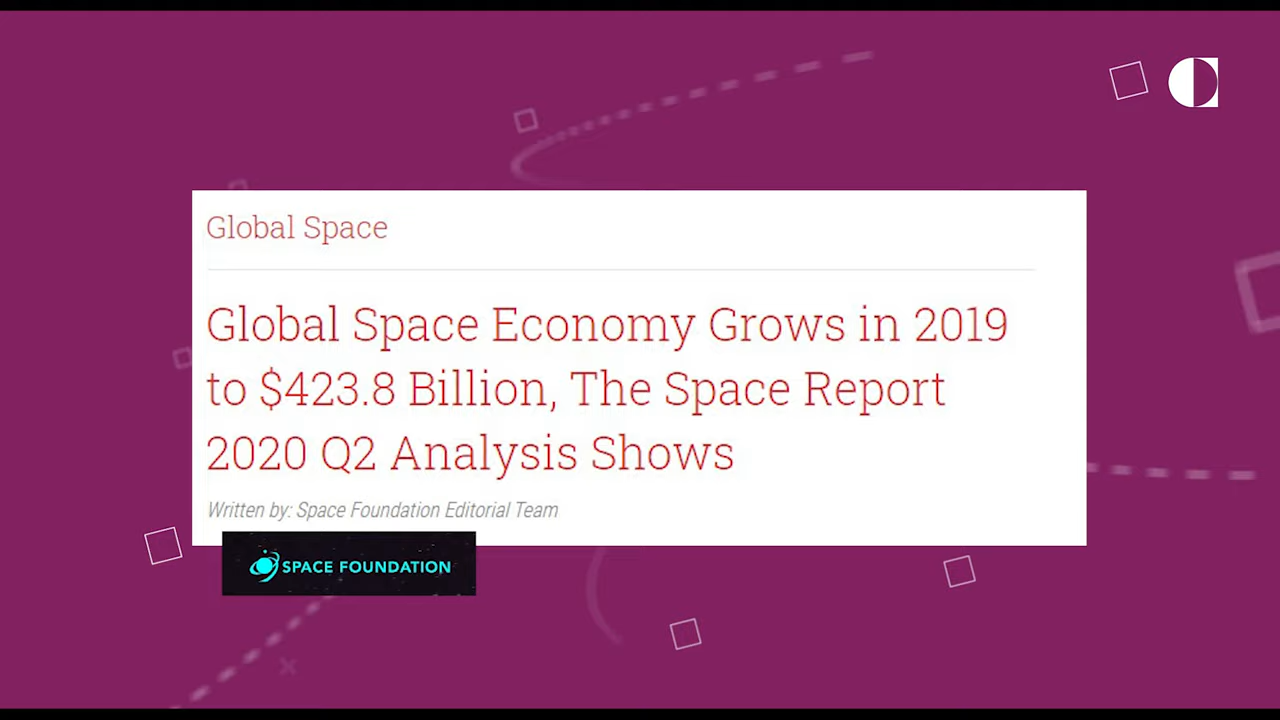 Global Space
Global Space Economy Grows in 2019
to $423.8 Billion, The Space Report
2020 Q2 Analysis Shows
Written by: Space Foundation Editorial Team
SPACE FOUNDATION